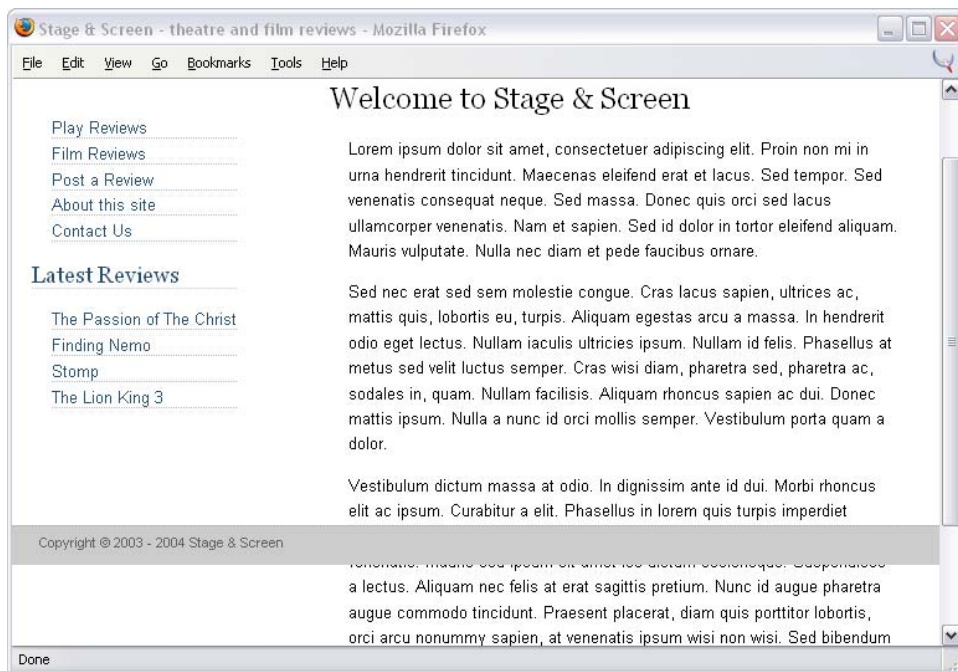 Stage & Screen - theatre and film reviews - Mozilla Firefox
File Edit View Go Bookmarks Tools Help
Welcome to Stage & Screen
Play Reviews
Film Reviews
Post a Review
About this site
Contact Us
Latest Reviews
The Passion of The Christ
Finding Nemo
Stomp
The Lion King 3
Lorem ipsum dolor sit amet, consectetuer adipiscing elit. Proin non mi in
urna hendrerit tincidunt. Maecenas eleifend erat et lacus. Sed tempor. Sed
venenatis consequat neque. Sed massa. Donec quis orci sed lacus
ullamcorper venenatis. Nam et sapien. Sed id dolor in tortor eleifend aliquam.
Mauris vulputate. Nulla nec diam et pede faucibus ornare.
Sed nec erat sed sem molestie congue. Cras lacus sapien, ultrices ac,
mattis quis, lobortis eu, turpis. Aliquam egestas arcu a massa. In hendrerit
odio eget lectus. Nullam iaculis ultricies ipsum. Nullam id felis. Phasellus at
metus sed velit luctus semper. Cras wisi diam, pharetra sed, pharetra ac,
sodales in, quam. Nullam facilisis. Aliquam rhoncus sapien ac dui. Donec
mattis ipsum. Nulla a nunc id orci mollis semper. Vestibulum porta quam a
dolor.
Vestibulum dictum massa at odio. In dignissim ante id dui. Morbi rhoncus
elit ac ipsum. Curabitur a elit. Phasellus in lorem quis turpis imperdiet
Copyright © 2003 - 2004 Stage & Screen
a lectus. Aliquam nec felis at erat sagittis pretium. Nunc id augue pharetra
augue commodo tincidunt. Praesent placerat, diam quis porttitor lobortis,
orci arcu nonummy sapien, at venenatis ipsum wisi non wisi. Sed bibendum
Done